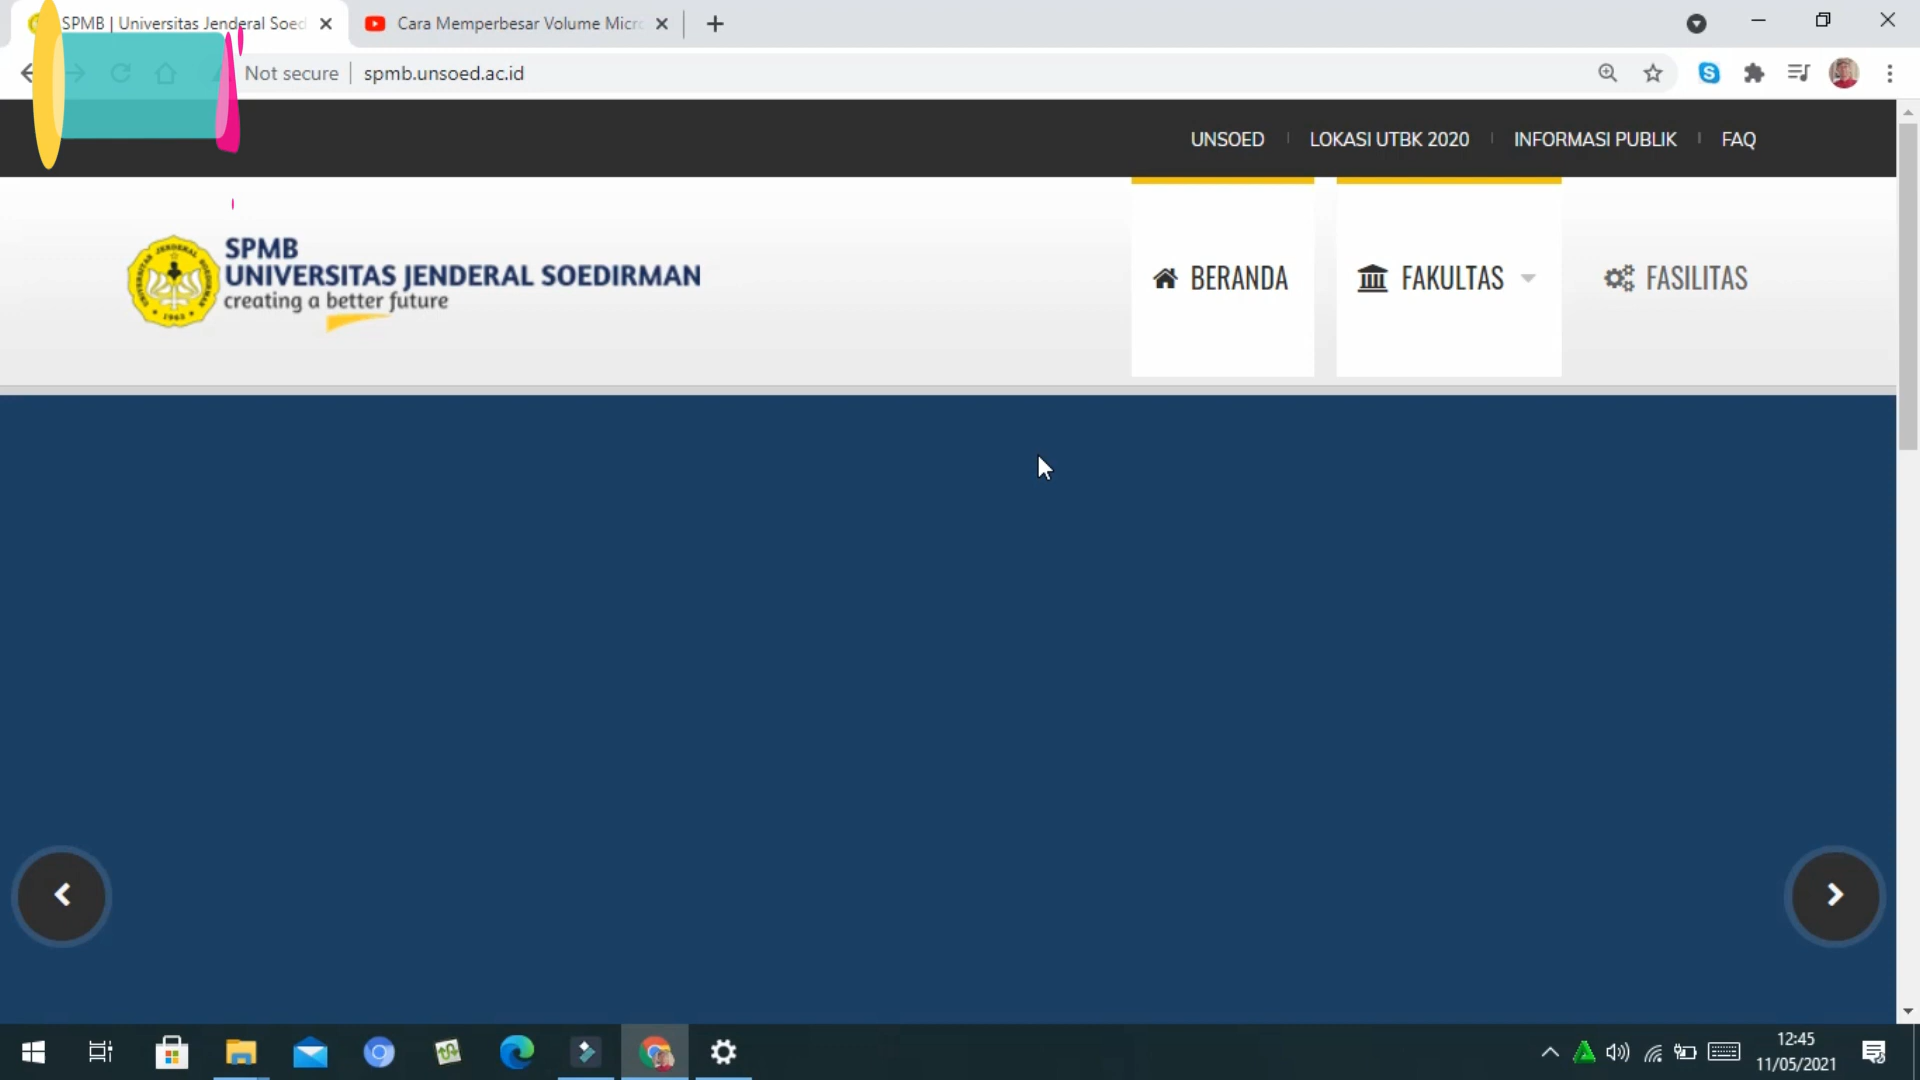 SPMB | Universitas Jenderal Soed
Cara Memperbesar Volume Micr
Not secure
spmb.unsoed.ac.id
UNSOED
LOKASI UTBK 2020
INFORMASI PUBLIK
FAQ
SPMB
UNIVERSITAS JENDERAL SOEDIRMAN
creating a better future
BERANDA
FAKULTAS
FASILITAS
12:45
11/05/2021